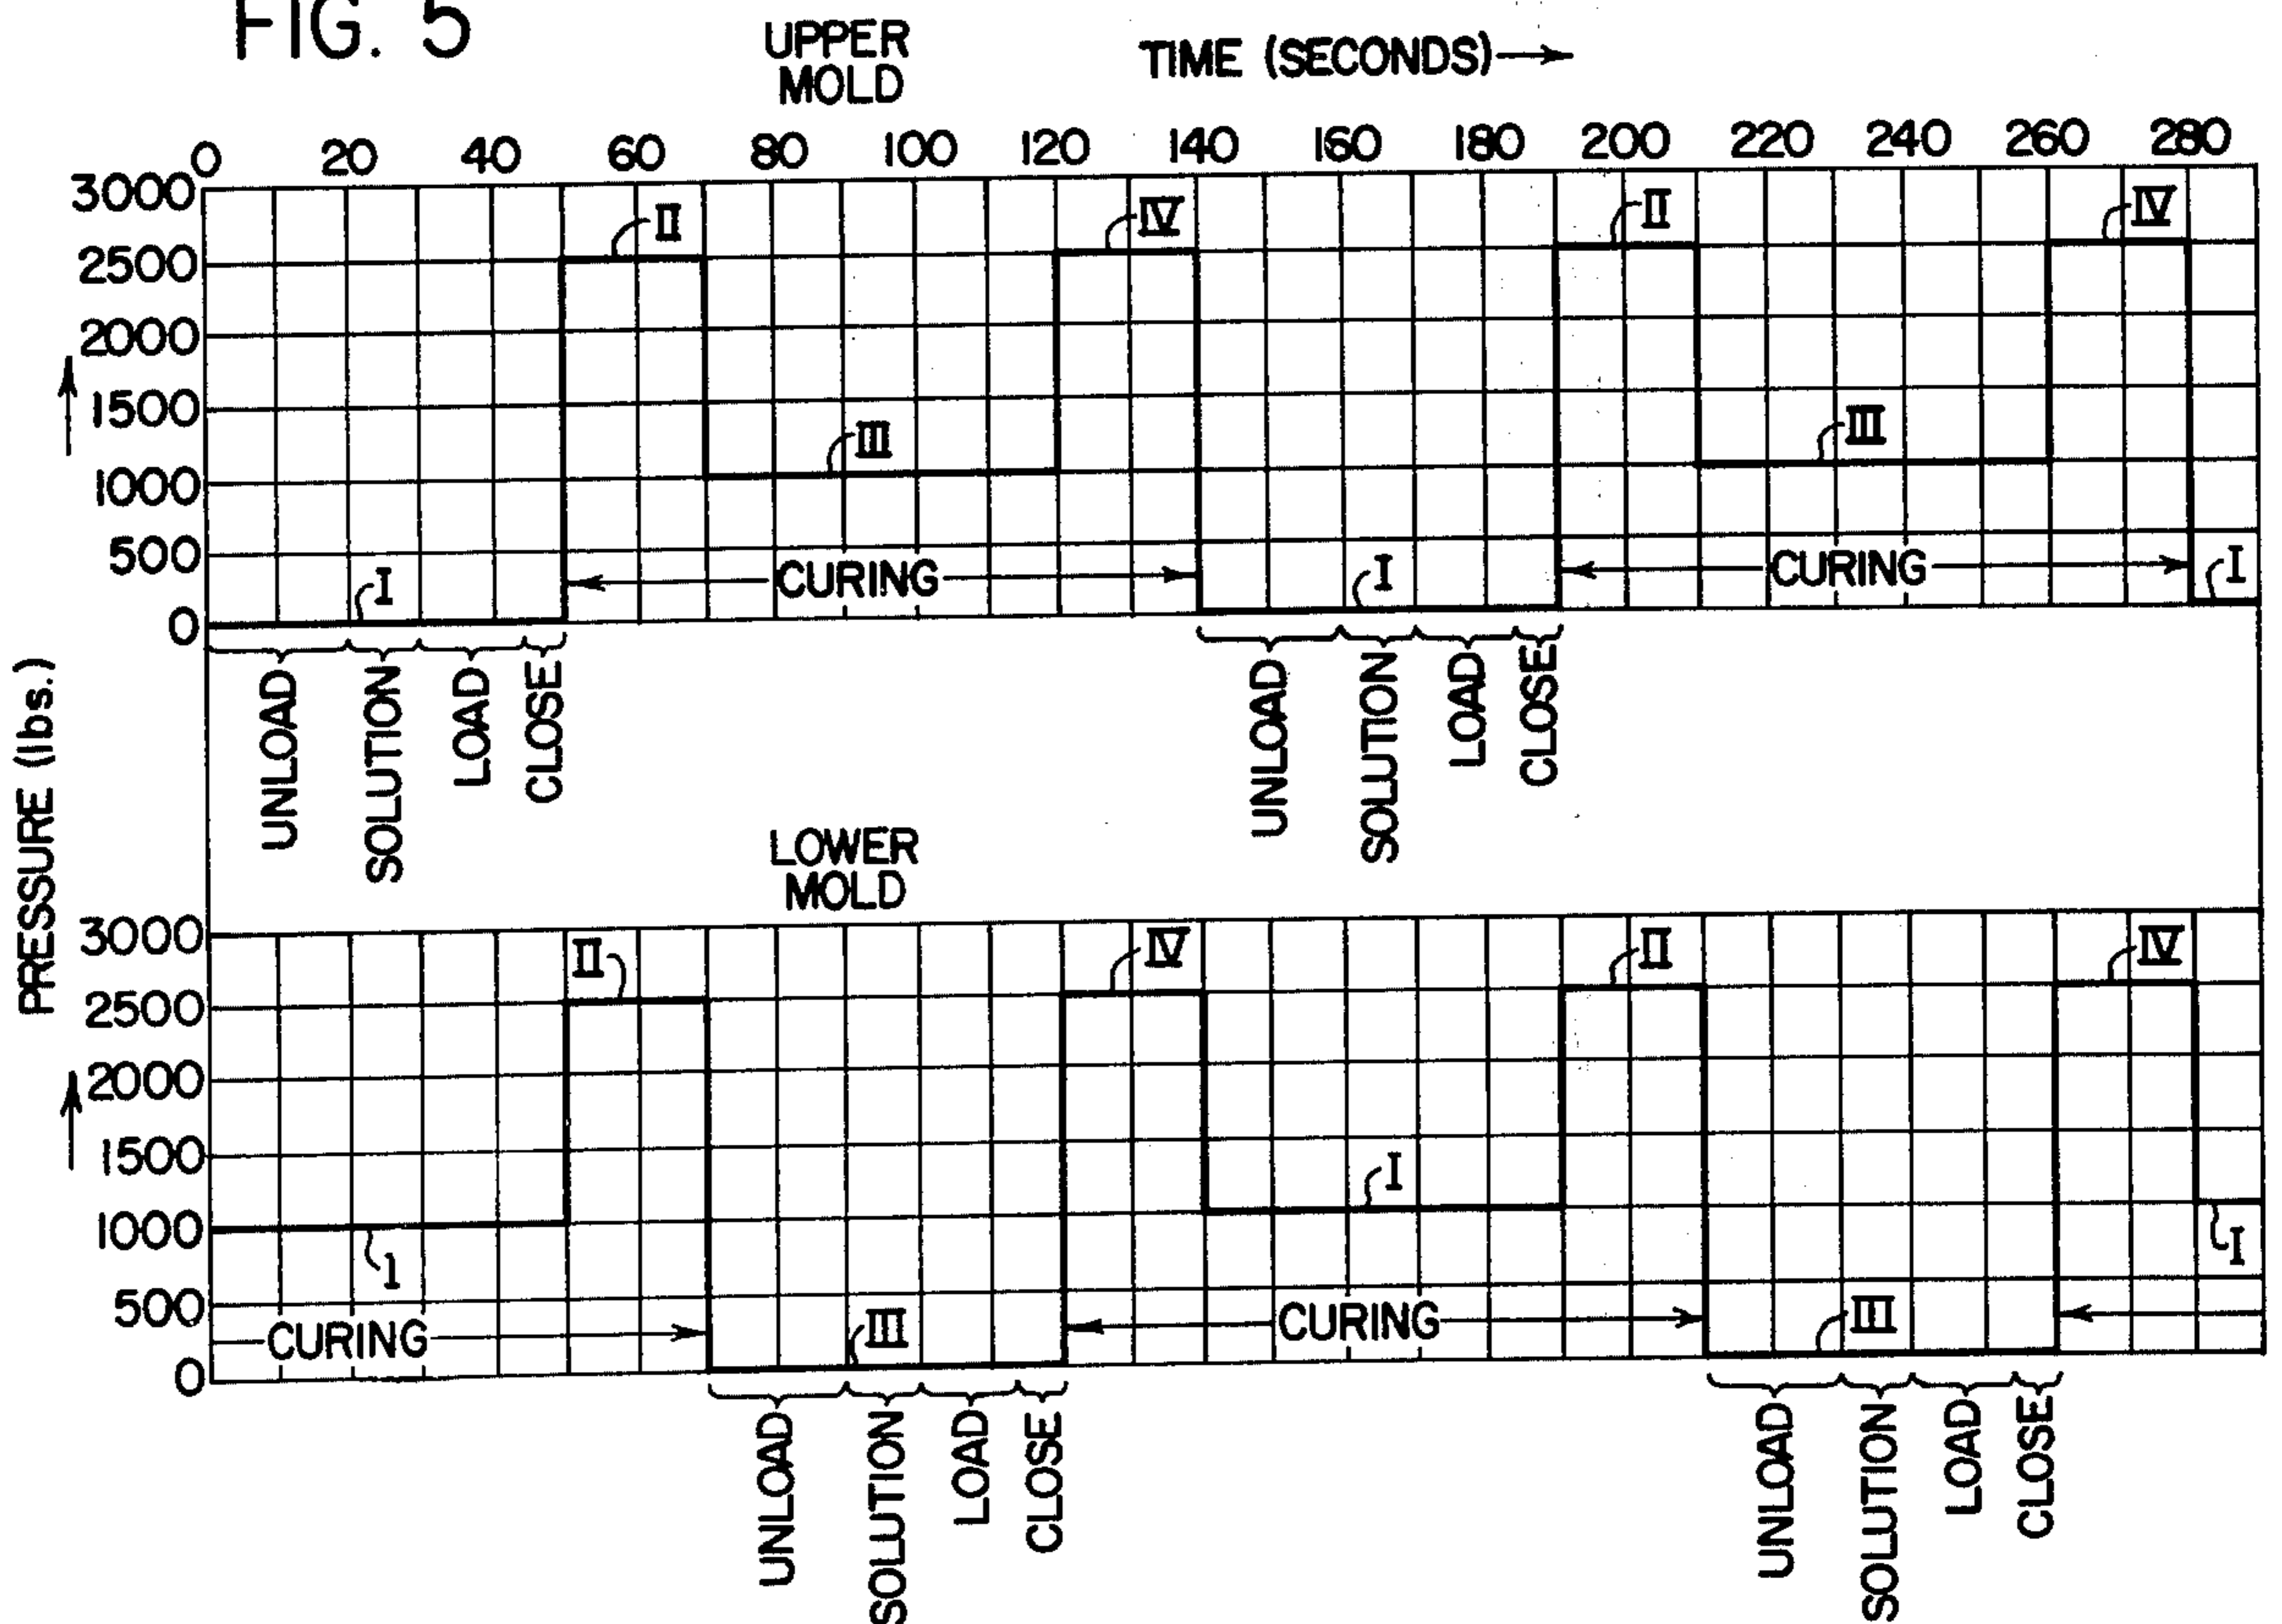 FIG. 5
UPPER
MOLD
TIME (SECONDS)
0 20 40 60 80 100 120 140 160 180 200 220 240 260 280
3000
2500
2000
1500
1000
500
0
II
IV
II
IV
III
III
I
CURING
I
CURING
I
UNLOAD
SOLUTION
LOAD
CLOSE
UNLOAD
SOLUTION
LOAD
CLOSE
PRESSURE (lbs.)
LOWER
MOLD
3000
2500
2000
1500
1000
500
0
II
IV
II
IV
1
I
I
CURING
III
CURING
III
UNLOAD
SOLUTION
LOAD
CLOSE
UNLOAD
SOLUTION
LOAD
CLOSE